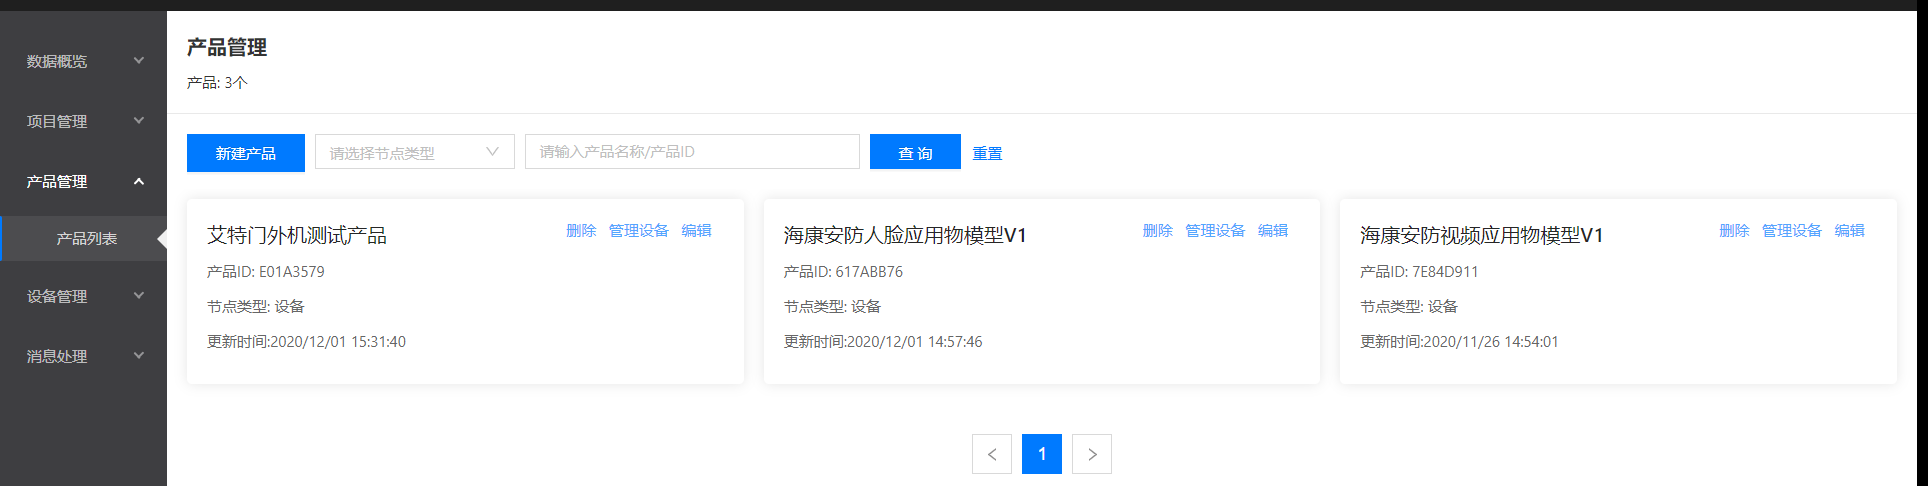 数据概览
项目管理
产品管理
产品列表
设备管理
消息处理
产品管理
产品: 3个
新建产品 请选择节点类型 请输入产品名称/产品ID 查 询 重置
艾特门外机测试产品 删除 管理设备 编辑
产品ID: E01A3579
节点类型: 设备
更新时间:2020/12/01 15:31:40
海康安防人脸应用物模型V1 删除 管理设备 编辑
产品ID: 617ABB76
节点类型: 设备
更新时间:2020/12/01 14:57:46
海康安防视频应用物模型V1 删除 管理设备 编辑
产品ID: 7E84D911
节点类型: 设备
更新时间:2020/11/26 14:54:01
1